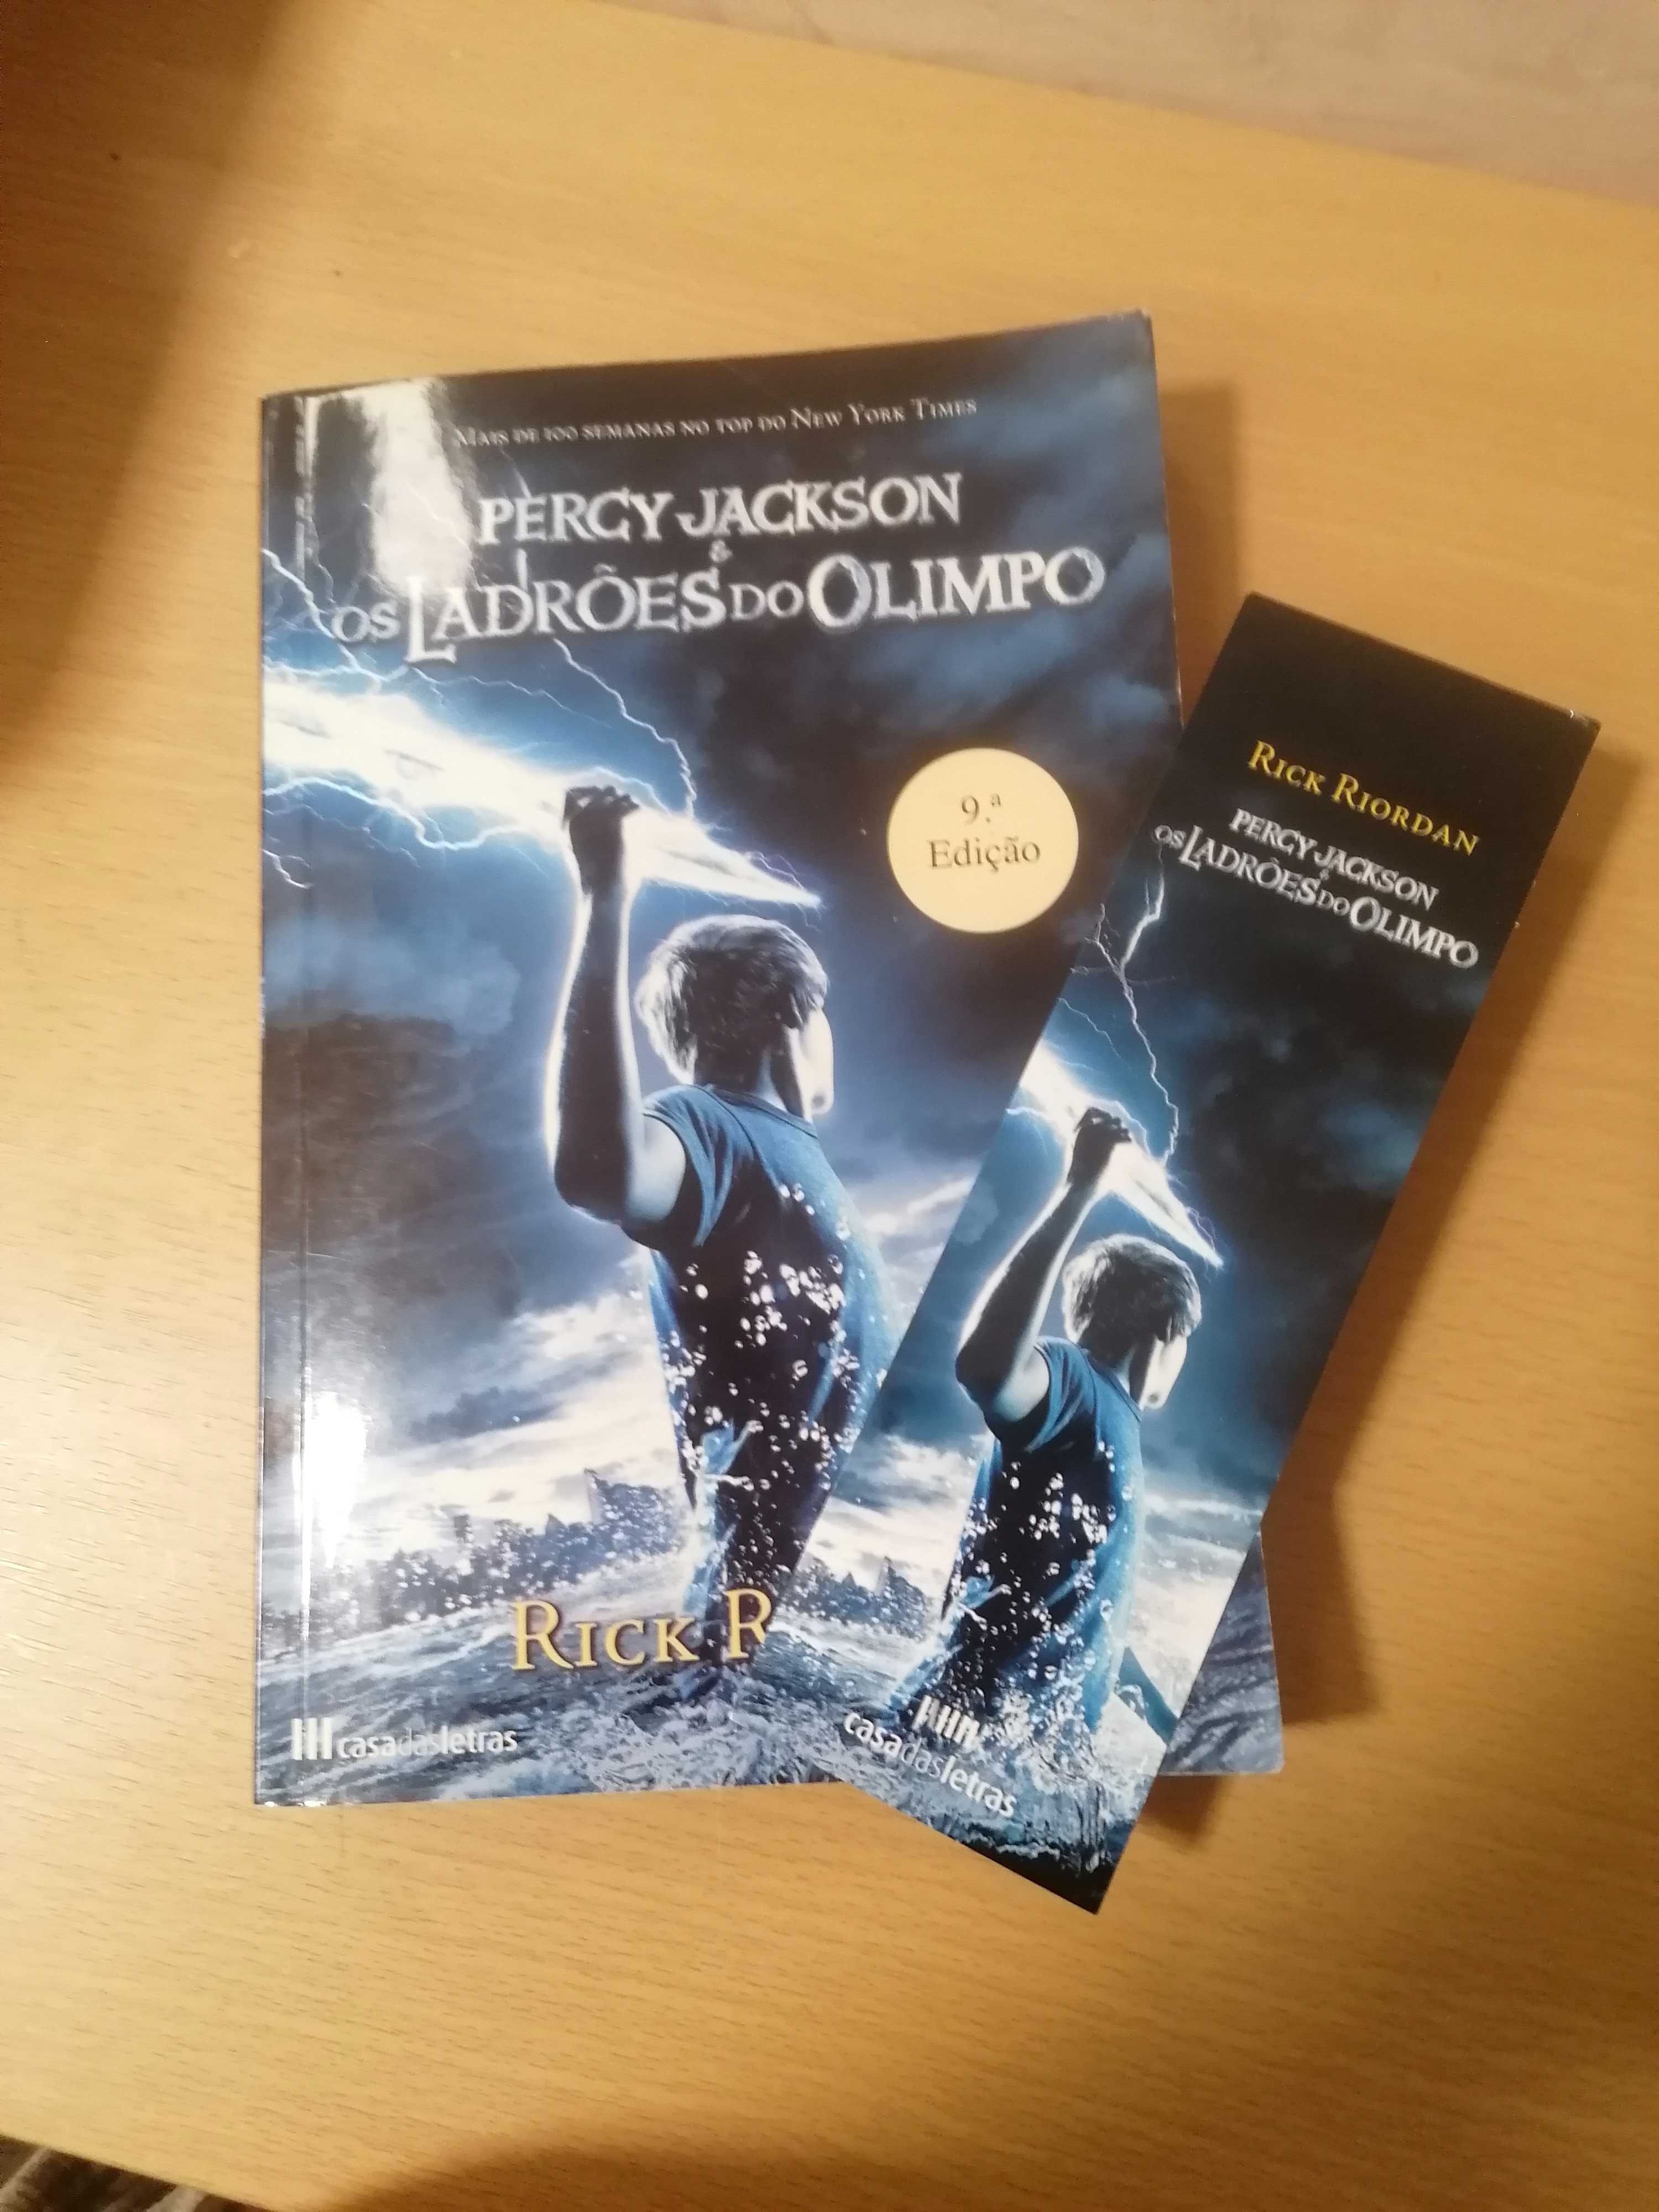 MAIS DE 100 SEMANAS NO TOP DO NEW YORK TIMES
PERCY JACKSON
&
OS LADRÕES DO OLIMPO
9.ª
Edição
RICK R
casadasletras
RICK RIORDAN
PERCY JACKSON
&
OS LADRÕES DO OLIMPO
casadasletras